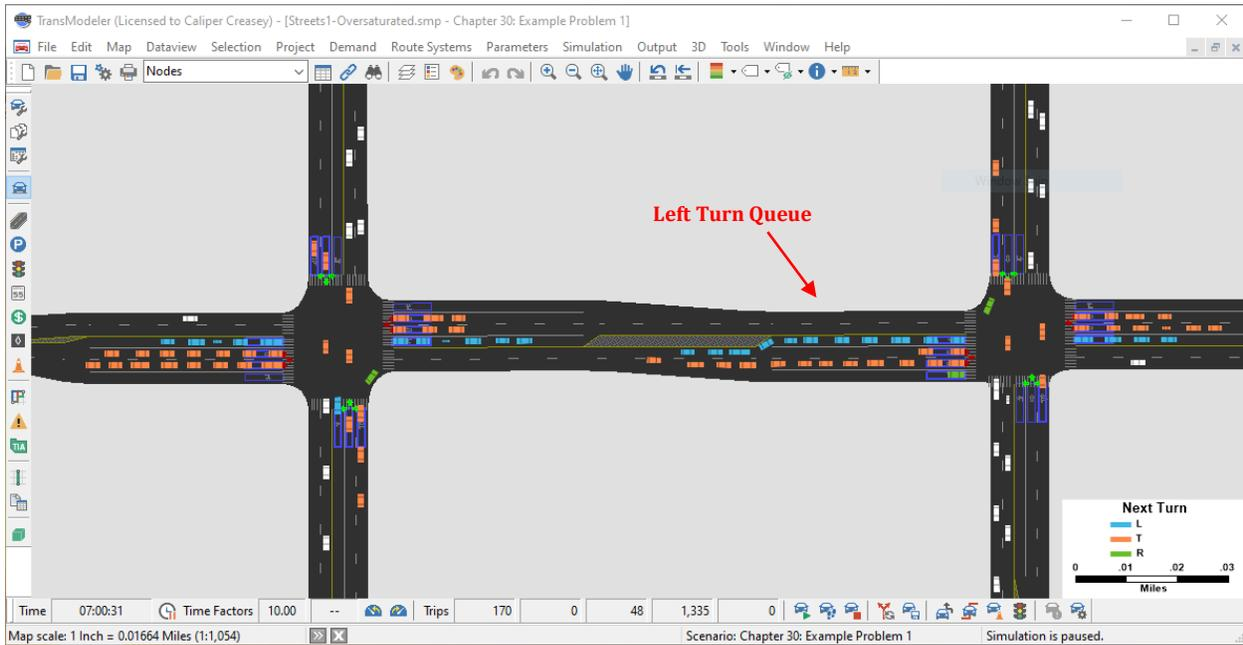 TransModeler (Licensed to Caliper Creasey) - [Streets1-Oversaturated.smp - Chapter 30: Example Problem 1]
File Edit Map Dataview Selection Project Demand Route Systems Parameters Simulation Output 3D Tools Window Help
Nodes
Left Turn Queue
55
TIA
Next Turn
L
T
R
0 .01 .02 .03
Miles
Time 07:00:31 Time Factors 10.00 -- Trips 170 0 48 1,335 0
Map scale: 1 Inch = 0.01664 Miles (1:1,054) Scenario: Chapter 30: Example Problem 1 Simulation is paused.